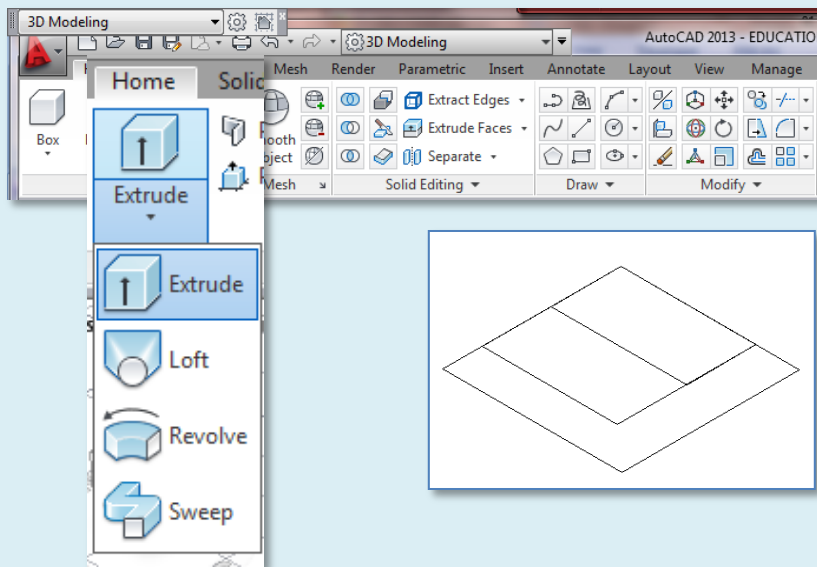 3D Modeling
3D Modeling
AutoCAD 2013 - EDUCATIO
Home Solid
Mesh Render Parametric Insert Annotate Layout View Manage
Box
Extrude
Extract Edges
Extrude Faces
Separate
Mesh
Solid Editing
Draw
Modify
Extrude
Loft
Revolve
Sweep